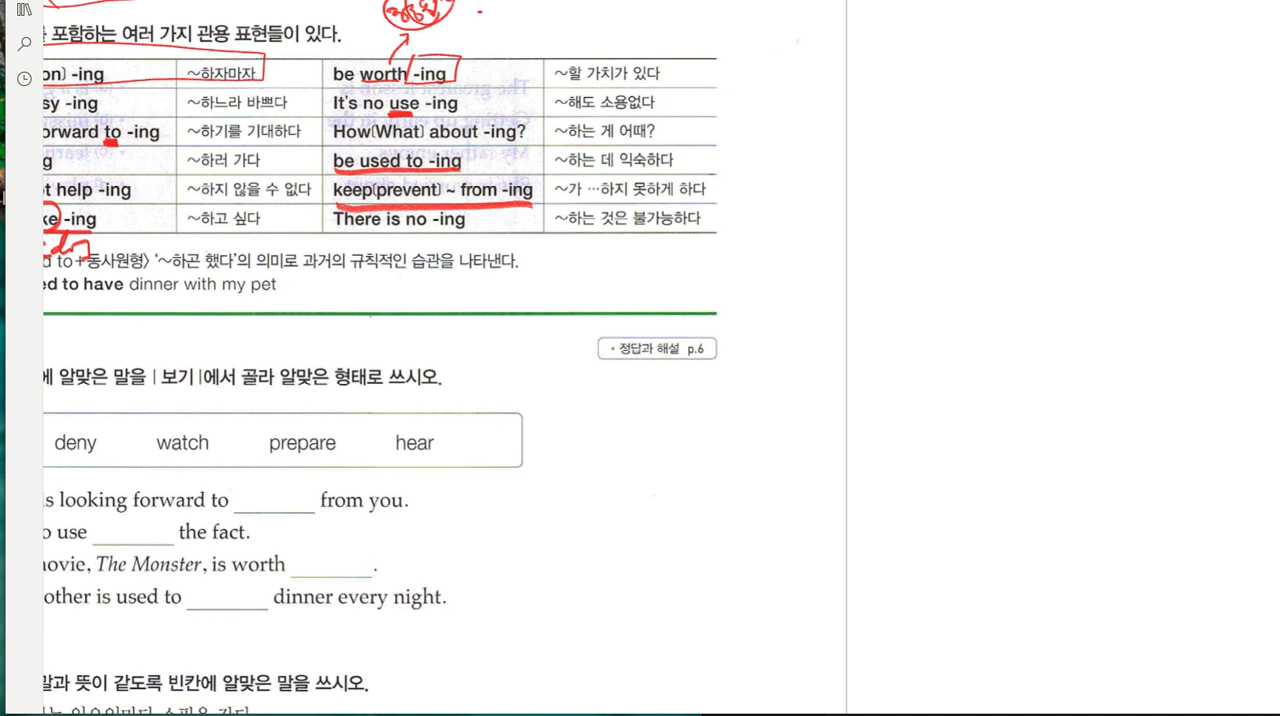 포함하는 여러 가지 관용 표현들이 있다.
on) -ing ～하자마자 be worth -ing ～할 가치가 있다
sy -ing ～하느라 바쁘다 It's no use -ing ～해도 소용없다
orward to -ing ～하기를 기대하다 How(What) about -ing? ～하는 게 어때?
g ～하러 가다 be used to -ing ～하는 데 익숙하다
t help -ing ～하지 않을 수 없다 keep(prevent) ~ from -ing ～가 …하지 못하게 하다
ke -ing ～하고 싶다 There is no -ing ～하는 것은 불가능하다
d to+동사원형〉 '～하곤 했다'의 의미로 과거의 규칙적인 습관을 나타낸다.
ed to have dinner with my pet
• 정답과 해설 p.6
에 알맞은 말을 | 보기 |에서 골라 알맞은 형태로 쓰시오.
deny watch prepare hear
s looking forward to ________ from you.
o use ________ the fact.
ovie, The Monster, is worth ________.
other is used to ________ dinner every night.
말과 뜻이 같도록 빈칸에 알맞은 말을 쓰시오.